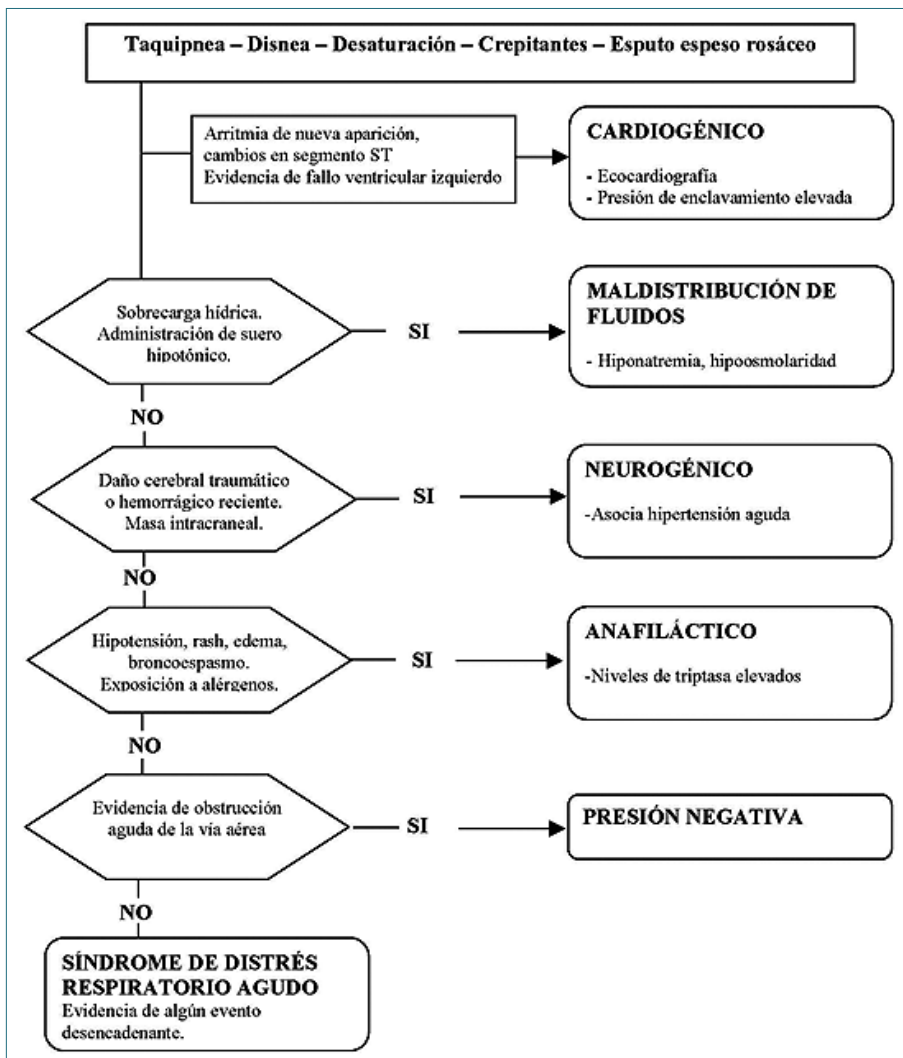 Taquipnea – Disnea – Desaturación – Crepitantes – Esputo espeso rosáceo
Arritmia de nueva aparición,
cambios en segmento ST
Evidencia de fallo ventricular izquierdo
CARDIOGÉNICO
- Ecocardiografía
- Presión de enclavamiento elevada
Sobrecarga hídrica.
Administración de suero
hipotónico.
SI
MALDISTRIBUCIÓN DE
FLUIDOS
- Hiponatremia, hipoosmolaridad
NO
Daño cerebral traumático
o hemorrágico reciente.
Masa intracraneal.
SI
NEUROGÉNICO
-Asocia hipertensión aguda
NO
Hipotensión, rash, edema,
broncoespasmo.
Exposición a alérgenos.
SI
ANAFILÁCTICO
-Niveles de triptasa elevados
NO
Evidencia de obstrucción
aguda de la vía aérea
SI
PRESIÓN NEGATIVA
NO
SÍNDROME DE DISTRÉS
RESPIRATORIO AGUDO
Evidencia de algún evento
desencadenante.